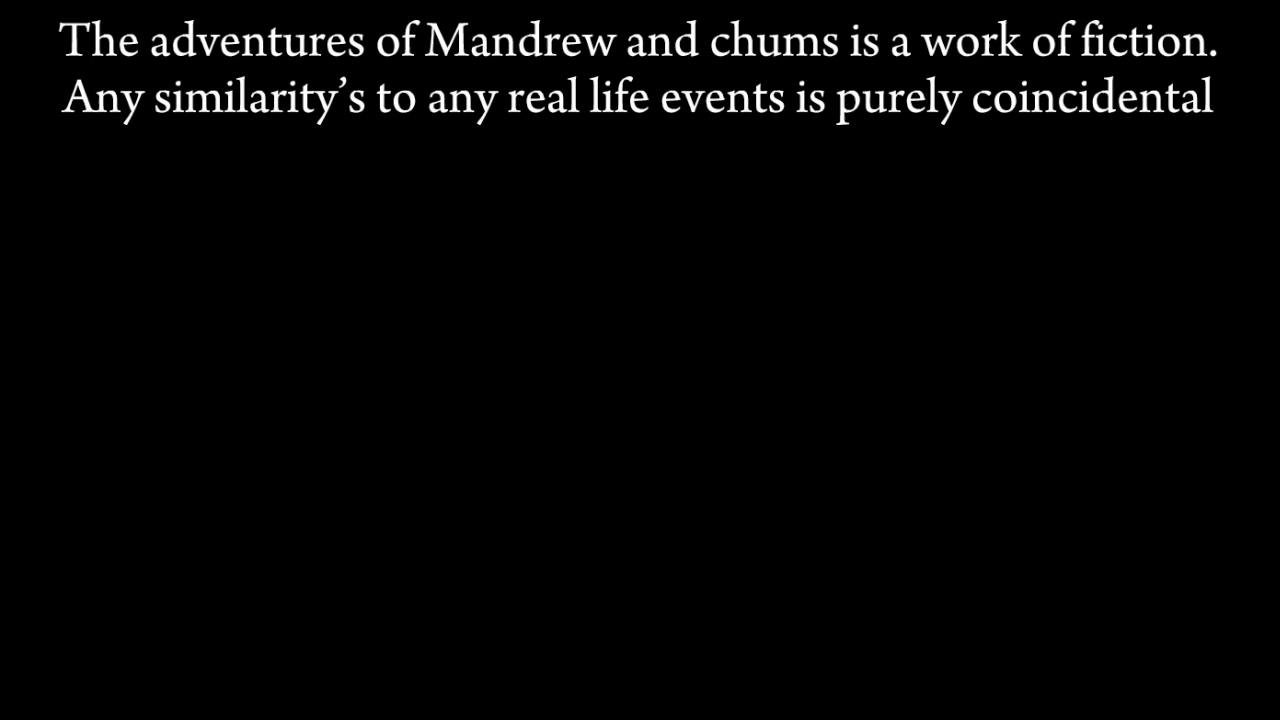 The adventures of Mandrew and chums is a work of fiction.
Any similarity’s to any real life events is purely coincidental